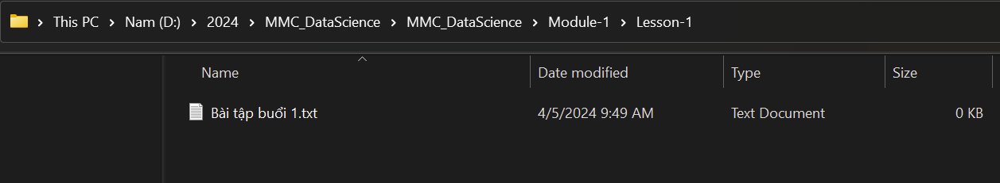 This PC > Nam (D:) > 2024 > MMC_DataScience > MMC_DataScience > Module-1 > Lesson-1
Name Date modified Type Size
Bài tập buổi 1.txt 4/5/2024 9:49 AM Text Document 0 KB